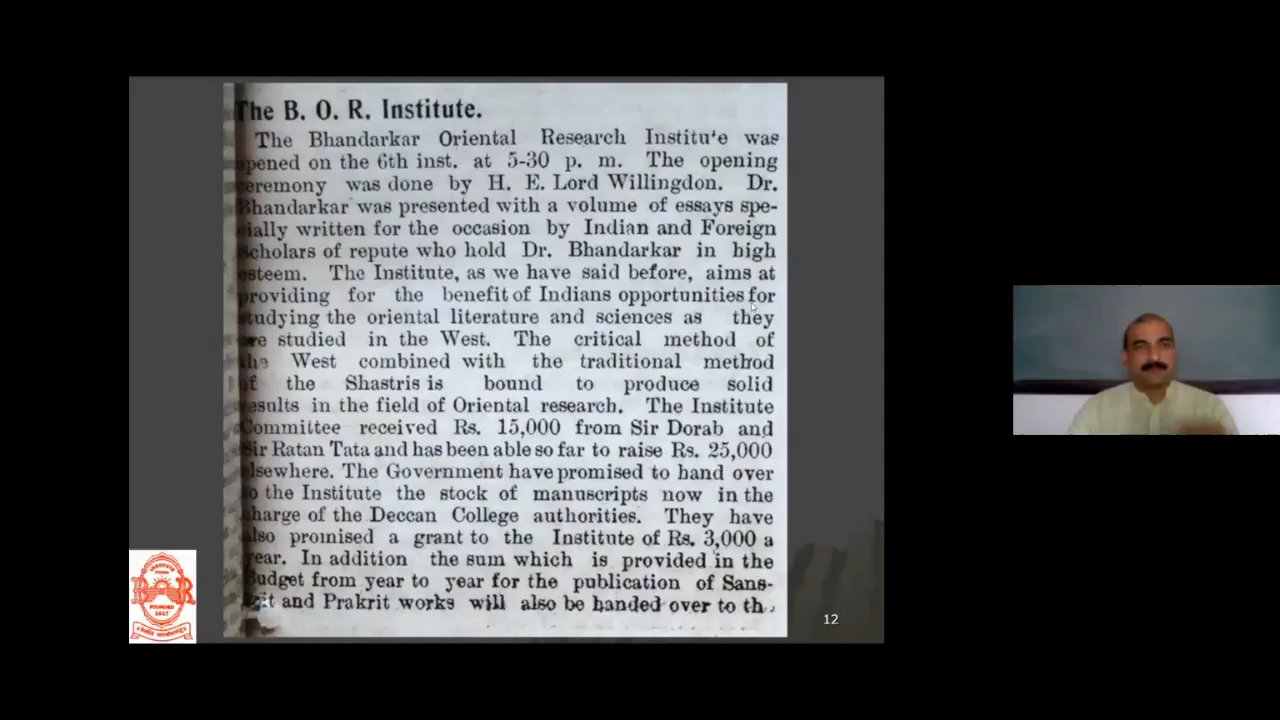 The B. O. R. Institute.
The Bhandarkar Oriental Research Institute was
pened on the 6th inst. at 5-30 p. m. The opening
eremony was done by H. E. Lord Willingdon. Dr.
Bhandarkar was presented with a volume of essays spe-
ially written for the occasion by Indian and Foreign
Scholars of repute who hold Dr. Bhandarkar in high
esteem. The Institute, as we have said before, aims at
providing for the benefit of Indians opportunities for
studying the oriental literature and sciences as they
are studied in the West. The critical method of
the West combined with the traditional method
of the Shastris is bound to produce solid
results in the field of Oriental research. The Institute
Committee received Rs. 15,000 from Sir Dorab and
Sir Ratan Tata and has been able so far to raise Rs. 25,000
elsewhere. The Government have promised to hand over
to the Institute the stock of manuscripts now in the
charge of the Deccan College authorities. They have
also promised a grant to the Institute of Rs. 3,000 a
year. In addition the sum which is provided in the
Budget from year to year for the publication of Sans-
and Prakrit works will also be handed over to th
INSTITUTE
B O R
FOUNDED
1917
12